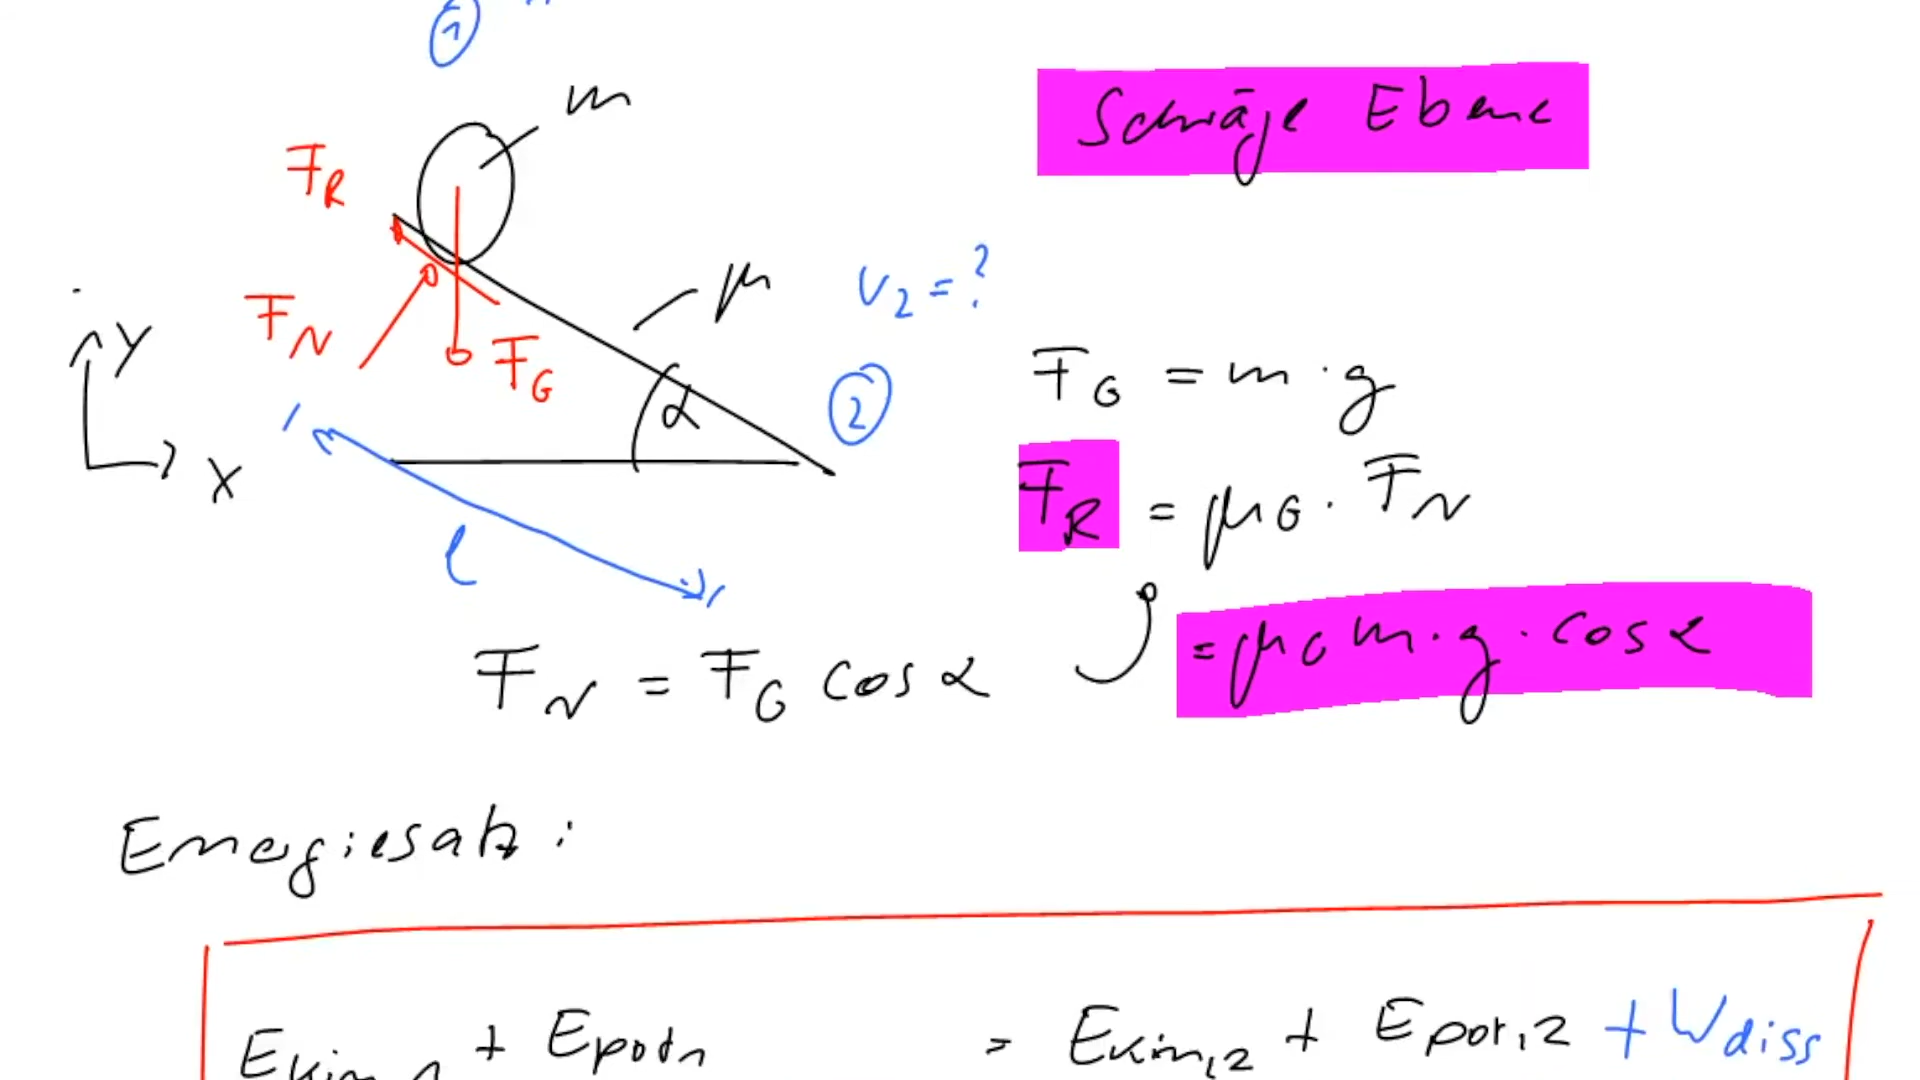 ①
m
Schräge Ebene
F_R
μ
v_2 = ?
F_N
y
F_G
F_G = m · g
α
②
x
F_R = μ_G · F_N
l
= μ_G m · g · cos α
F_N = F_G cos α
Energiesatz:
E_kin,1 + E_pot,1 = E_kin,2 + E_pot,2 + W_diss